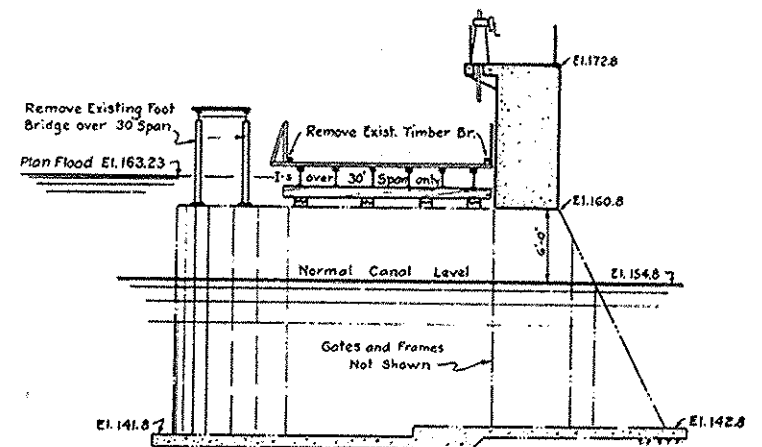 El.172.8
Remove Existing Foot
Bridge over 30' Span
Remove Exist. Timber Br.
Plan Flood El.163.23
I-s over 30' Span only
El.160.8
6'-0"
Normal Canal Level
El.154.8
Gates and Frames
Not Shown
El.141.8
El.142.8